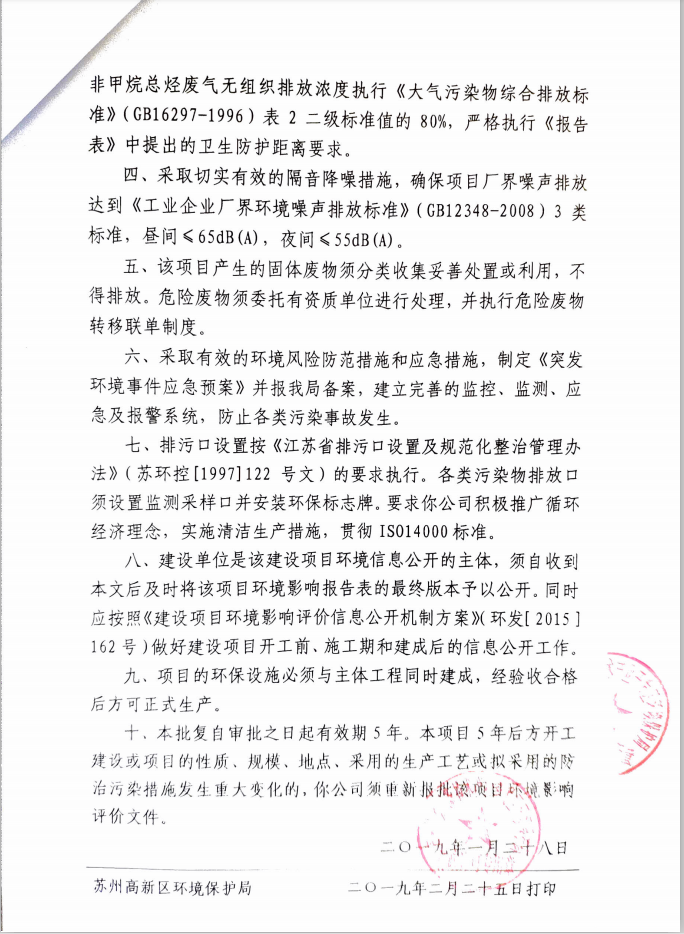 非甲烷总烃废气无组织排放浓度执行《大气污染物综合排放标
准》(GB16297-1996)表 2 二级标准值的 80%，严格执行《报告
表》中提出的卫生防护距离要求。
四、采取切实有效的隔音降噪措施，确保项目厂界噪声排放
达到《工业企业厂界环境噪声排放标准》(GB12348-2008)3 类
标准，昼间≤65dB(A)，夜间≤55dB(A)。
五、该项目产生的固体废物须分类收集妥善处置或利用，不
得排放。危险废物须委托有资质单位进行处理，并执行危险废物
转移联单制度。
六、采取有效的环境风险防范措施和应急措施，制定《突发
环境事件应急预案》并报我局备案，建立完善的监控、监测、应
急及报警系统，防止各类污染事故发生。
七、排污口设置按《江苏省排污口设置及规范化整治管理办
法》(苏环控[1997]122 号文)的要求执行。各类污染物排放口
须设置监测采样口并安装环保标志牌。要求你公司积极推广循环
经济理念，实施清洁生产措施，贯彻 ISO14000 标准。
八、建设单位是该建设项目环境信息公开的主体，须自收到
本文后及时将该项目环境影响报告表的最终版本予以公开。同时
应按照《建设项目环境影响评价信息公开机制方案》(环发[2015]
162 号)做好建设项目开工前、施工期和建成后的信息公开工作。
九、项目的环保设施必须与主体工程同时建成，经验收合格
后方可正式生产。
十、本批复自审批之日起有效期 5 年。本项目 5 年后方开工
建设或项目的性质、规模、地点、采用的生产工艺或拟采用的防
治污染措施发生重大变化的，你公司须重新报批该项目环境影响
评价文件。
二〇一九年一月二十八日
苏州高新区环境保护局 二〇一九年二月二十五日打印